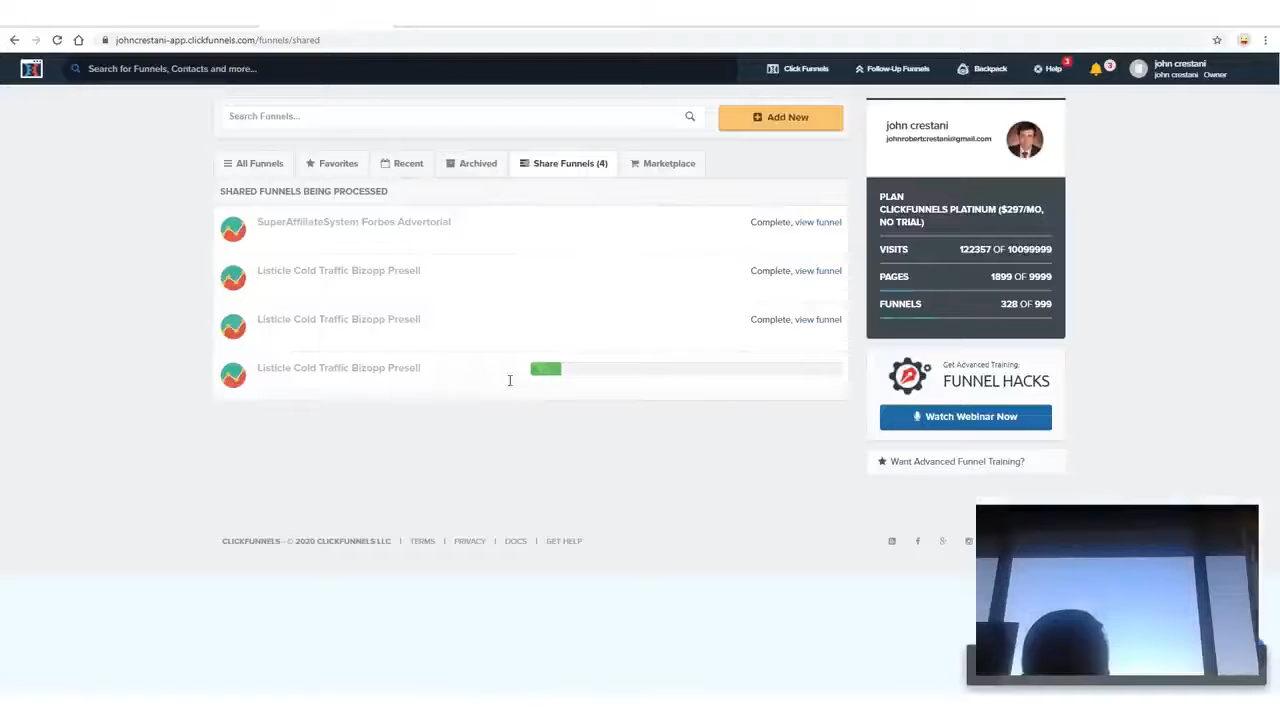 johncrestani-app.clickfunnels.com/funnels/shared
Search for Funnels, Contacts and more...
Click Funnels
Follow-Up Funnels
Backpack
Help
3
3
john crestani
john crestani Owner
Search Funnels...
Add New
All Funnels
Favorites
Recent
Archived
Share Funnels (4)
Marketplace
SHARED FUNNELS BEING PROCESSED
SuperAffiliateSystem Forbes Advertorial
Complete, view funnel
Listicle Cold Traffic Bizopp Presell
Complete, view funnel
Listicle Cold Traffic Bizopp Presell
Complete, view funnel
Listicle Cold Traffic Bizopp Presell
john crestani
johnrobertcrestani@gmail.com
PLAN
CLICKFUNNELS PLATINUM ($297/MO,
NO TRIAL)
VISITS 122357 OF 10099999
PAGES 1899 OF 9999
FUNNELS 328 OF 999
Get Advanced Training:
FUNNEL HACKS
Watch Webinar Now
Want Advanced Funnel Training?
CLICKFUNNELS - © 2020 CLICKFUNNELS LLC | TERMS | PRIVACY | DOCS | GET HELP